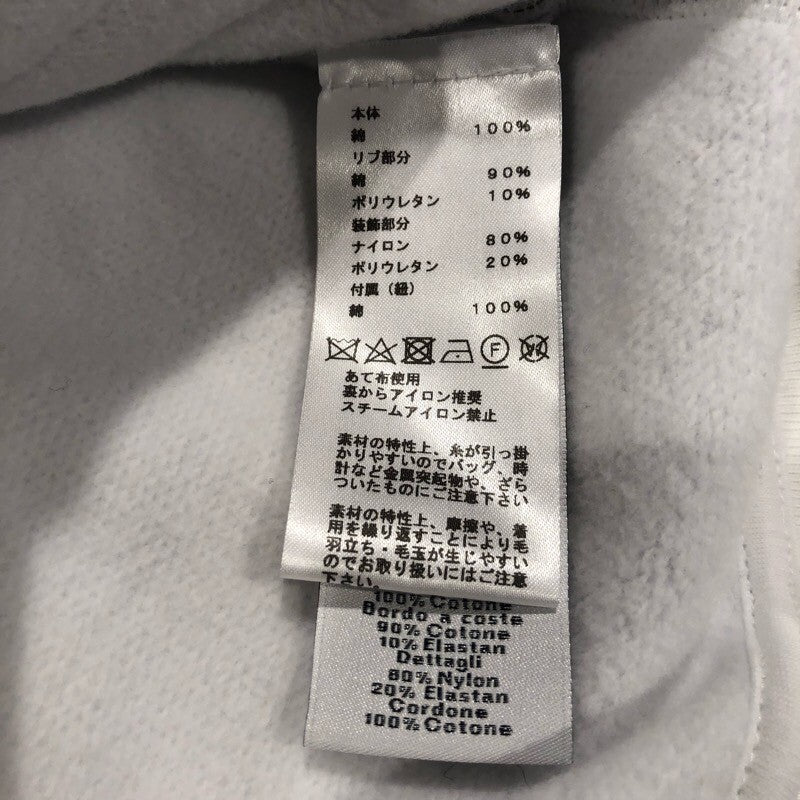 本体
綿 100%
リブ部分
綿 90%
ポリウレタン 10%
装飾部分
ナイロン 80%
ポリウレタン 20%
付属（紐）
綿 100%
F
あて布使用
裏からアイロン推奨
スチームアイロン禁止
素材の特性上、糸が引っ掛
かりやすいのでバッグ、時
計など金属突起物や、ざら
ついたものにご注意下さい
素材の特性上、摩擦や、着
用を繰り返すことにより毛
羽立ち・毛玉が生じやすい
のでお取り扱いにはご注意
下さい。
100% Cotone
Bordo a coste
90% Cotone
10% Elastan
Dettagli
80% Nylon
20% Elastan
Cordone
100% Cotone